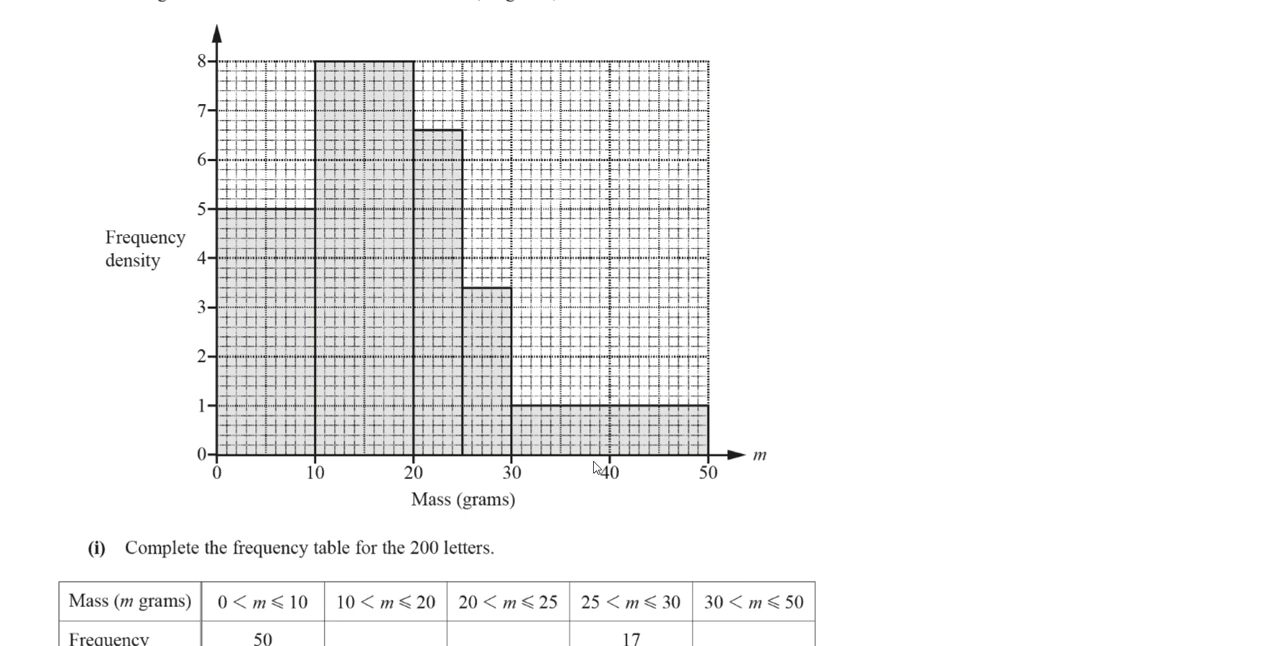 8
7
6
5
Frequency
density
4
3
2
1
0
m
0 10 20 30 40 50
Mass (grams)
(i) Complete the frequency table for the 200 letters.
Mass (m grams) 0 < m ⩽ 10 10 < m ⩽ 20 20 < m ⩽ 25 25 < m ⩽ 30 30 < m ⩽ 50
Frequency 50 17